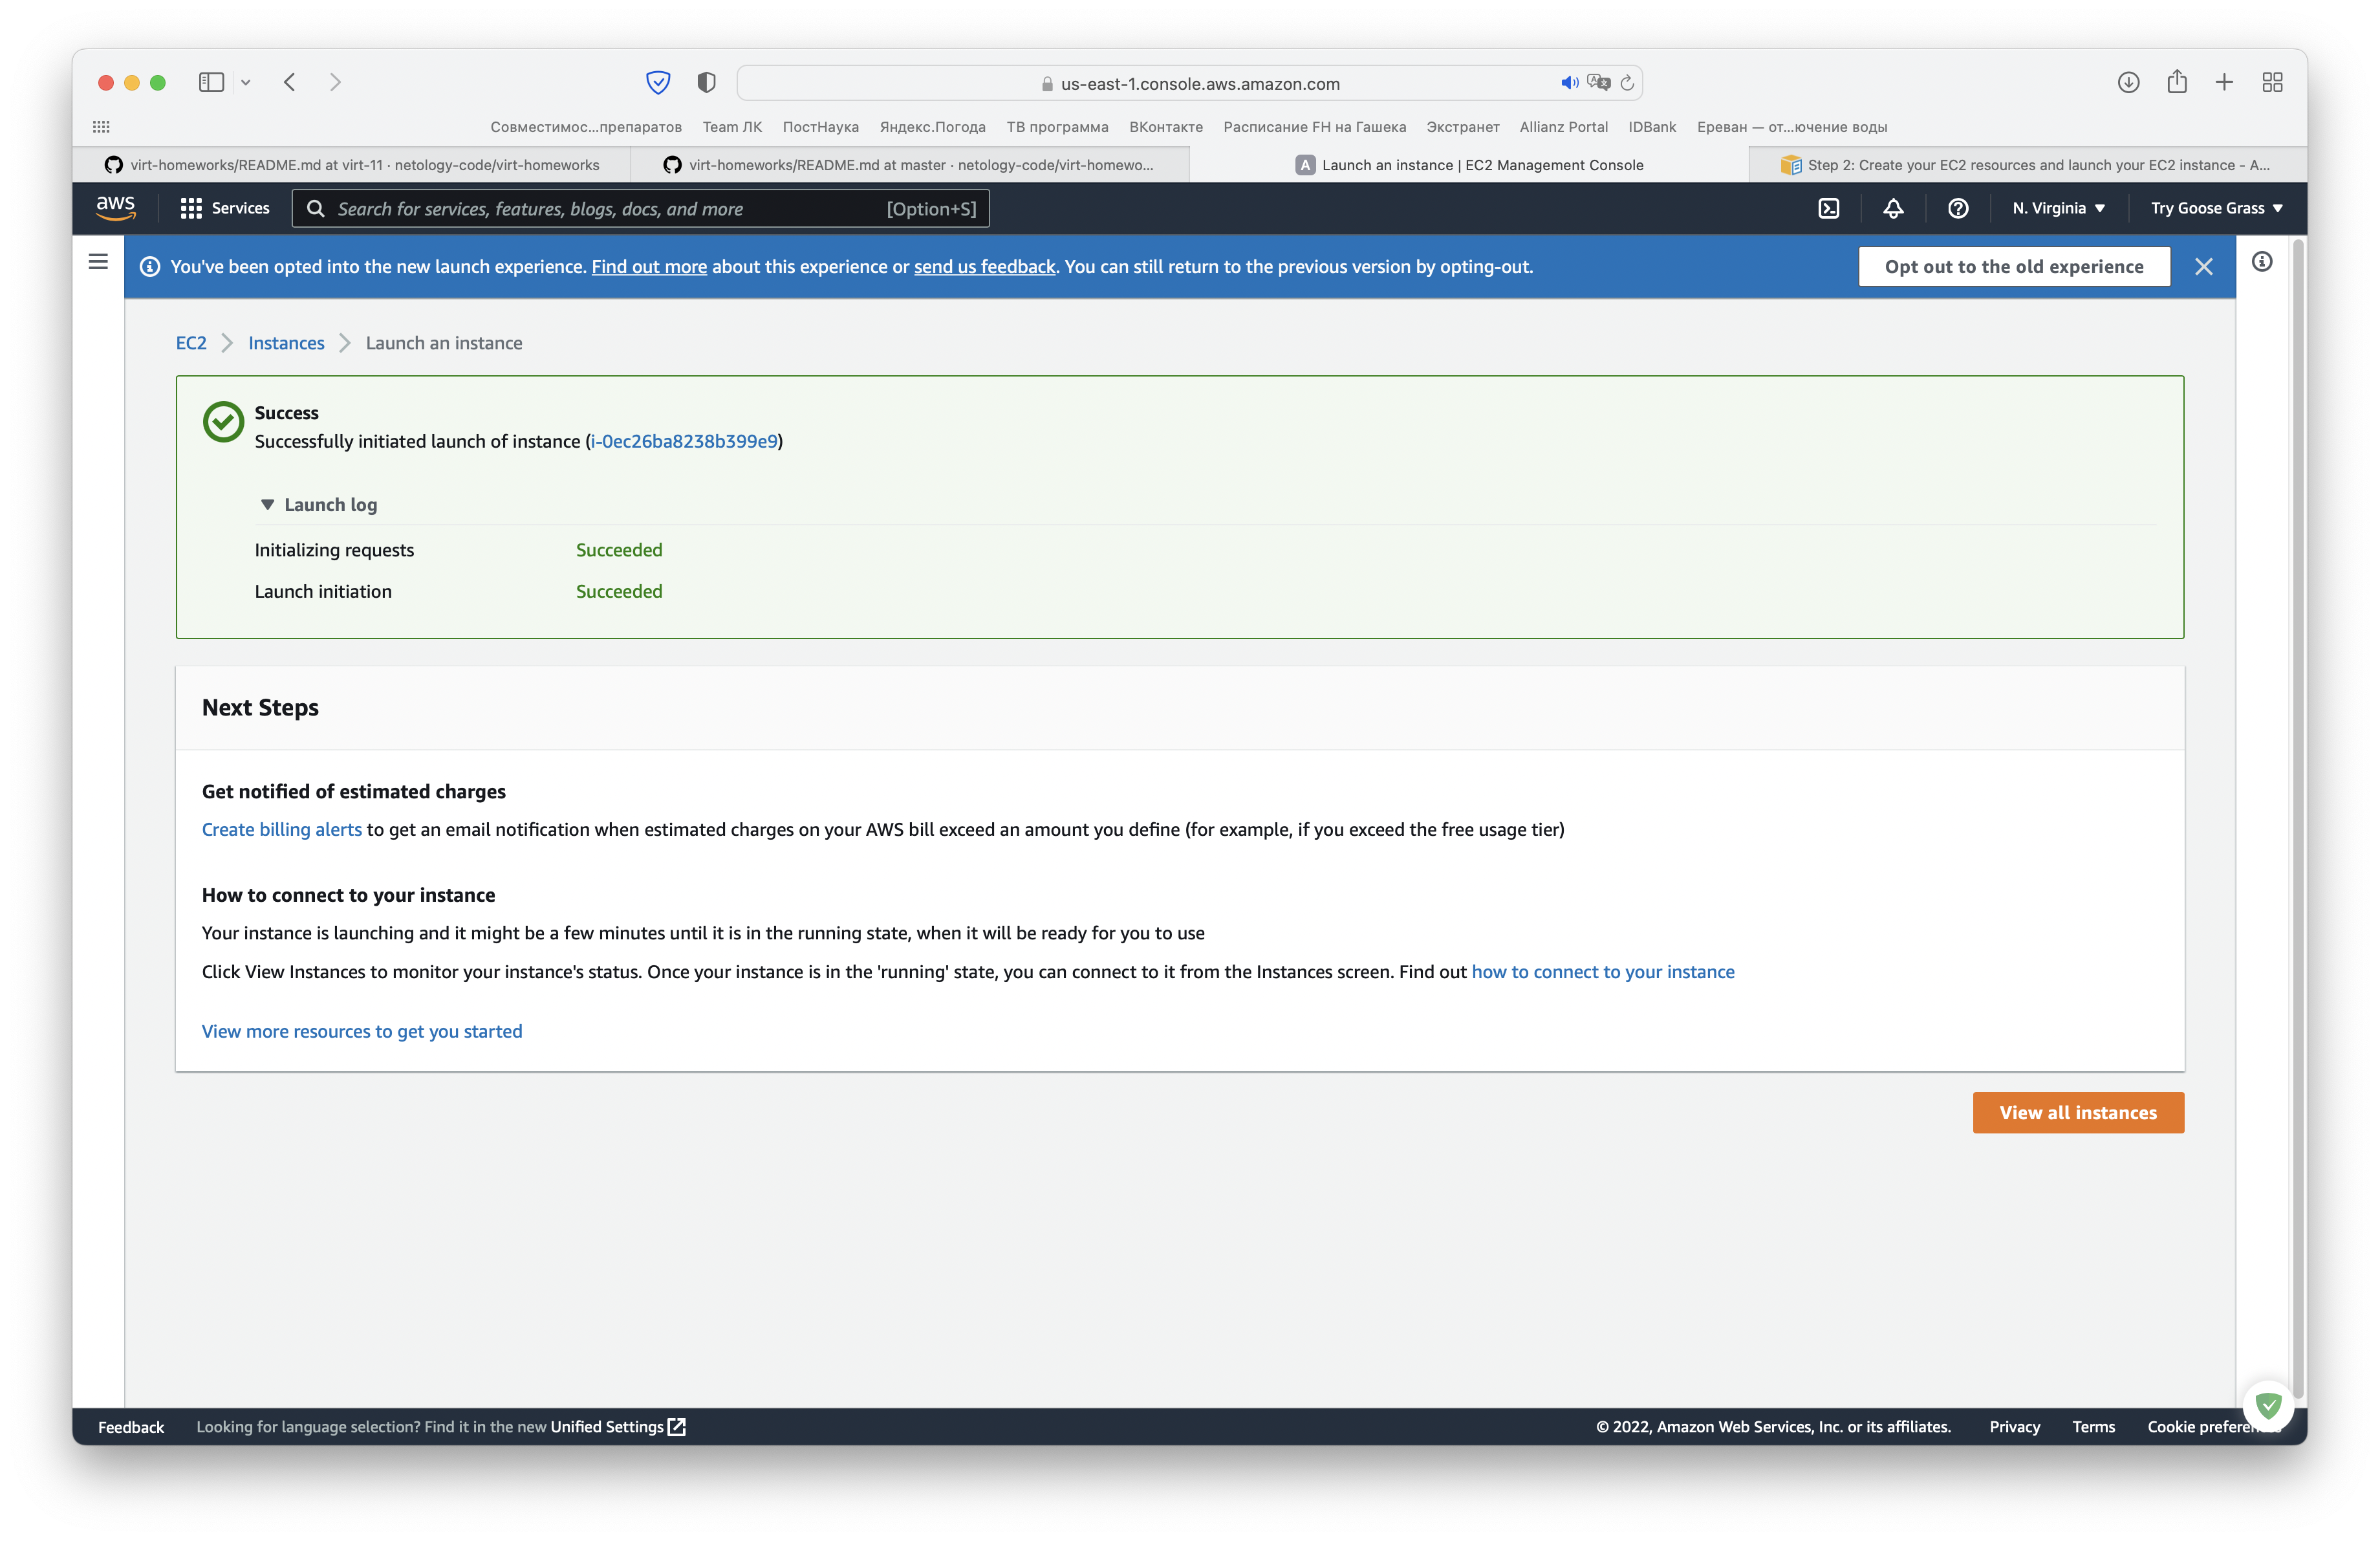 us-east-1.console.aws.amazon.com
Совместимос...препаратов Team ЛК ПостНаука Яндекс.Погода ТВ программа ВКонтакте Расписание FH на Гашека Экстранет Allianz Portal IDBank Ереван — от...ючение воды
virt-homeworks/README.md at virt-11 · netology-code/virt-homeworks virt-homeworks/README.md at master · netology-code/virt-homewo... A Launch an instance | EC2 Management Console Step 2: Create your EC2 resources and launch your EC2 instance - A...
aws Services Search for services, features, blogs, docs, and more [Option+S] N. Virginia ▼ Try Goose Grass ▼
You've been opted into the new launch experience. Find out more about this experience or send us feedback. You can still return to the previous version by opting-out. Opt out to the old experience
EC2 Instances Launch an instance
Success
Successfully initiated launch of instance (i-0ec26ba8238b399e9)
▼ Launch log
Initializing requests Succeeded
Launch initiation Succeeded
Next Steps
Get notified of estimated charges
Create billing alerts to get an email notification when estimated charges on your AWS bill exceed an amount you define (for example, if you exceed the free usage tier)
How to connect to your instance
Your instance is launching and it might be a few minutes until it is in the running state, when it will be ready for you to use
Click View Instances to monitor your instance's status. Once your instance is in the 'running' state, you can connect to it from the Instances screen. Find out how to connect to your instance
View more resources to get you started
View all instances
Feedback Looking for language selection? Find it in the new Unified Settings © 2022, Amazon Web Services, Inc. or its affiliates. Privacy Terms Cookie